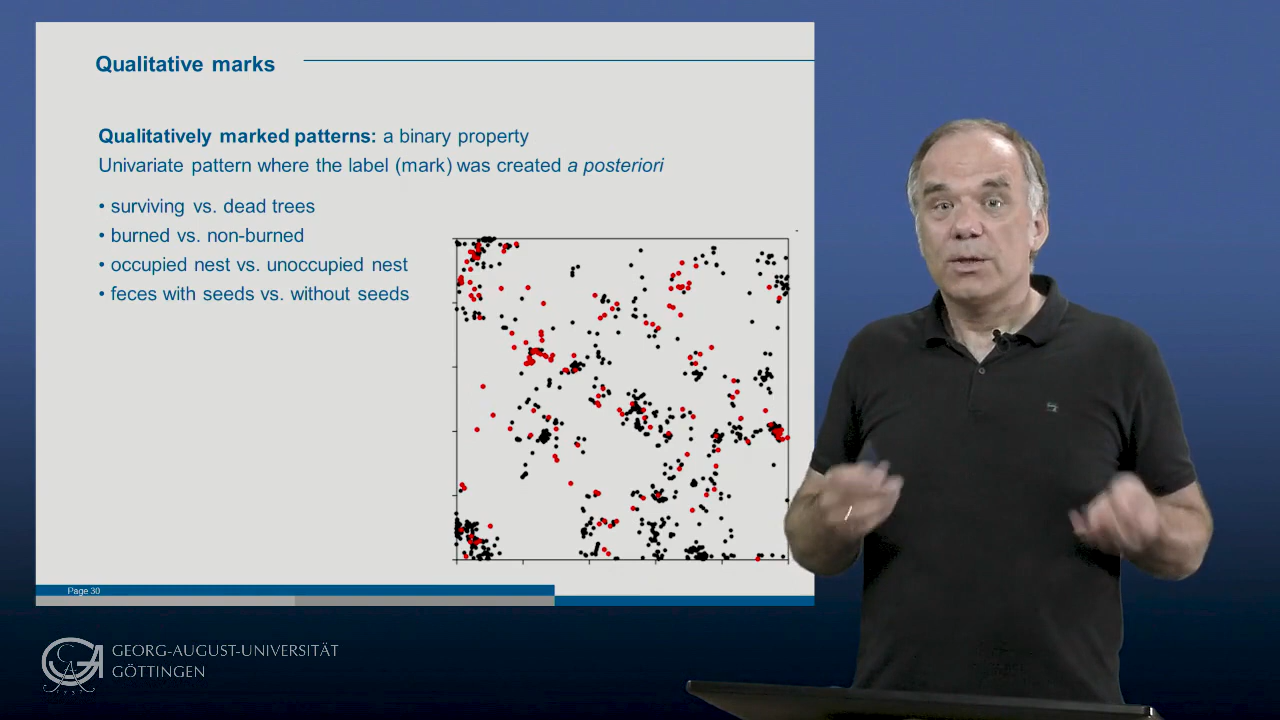 Qualitative marks
Qualitatively marked patterns: a binary property
Univariate pattern where the label (mark) was created a posteriori
• surviving vs. dead trees
• burned vs. non-burned
• occupied nest vs. unoccupied nest
• feces with seeds vs. without seeds
Page 30
GEORG-AUGUST-UNIVERSITÄT
GÖTTINGEN